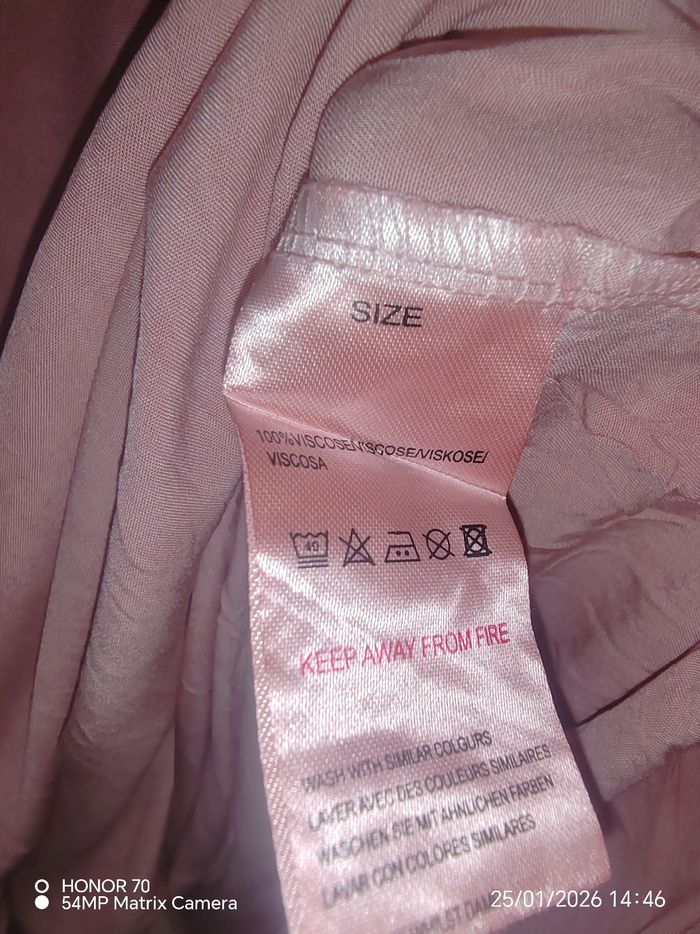 SIZE
100%VISCOSE/VISCOSE/VISKOSE/
VISCOSA
40
KEEP AWAY FROM FIRE
WASH WITH SIMILAR COLOURS
LAVER AVEC DES COULEURS SIMILAIRES
WASCHEN SIE MIT ÄHNLICHEN FARBEN
LAVAR CON COLORES SIMILARES
HONOR 70
54MP Matrix Camera
25/01/2026 14:46